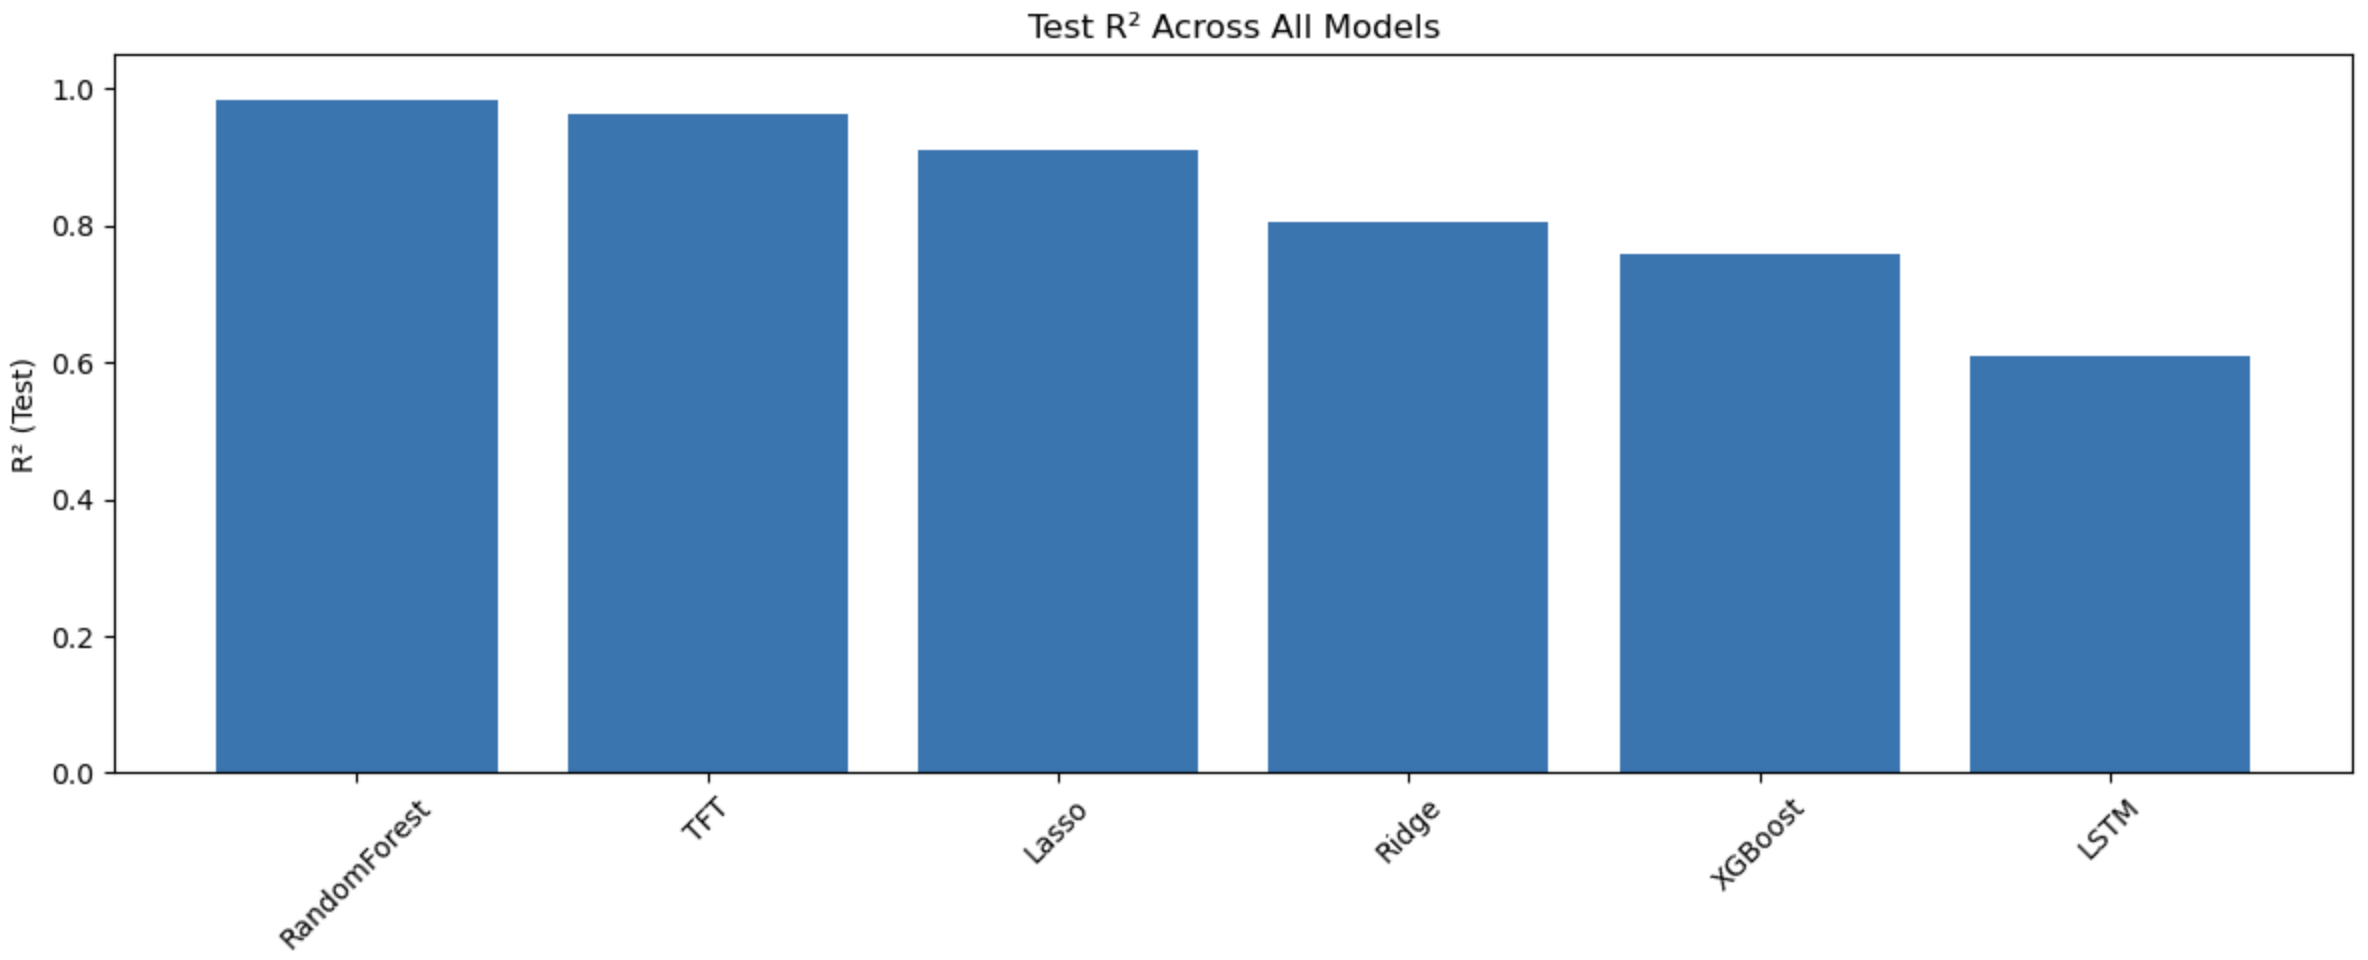 Test R² Across All Models
R² (Test)
1.0
0.8
0.6
0.4
0.2
0.0
RandomForest
TFT
Lasso
Ridge
XGBoost
LSTM